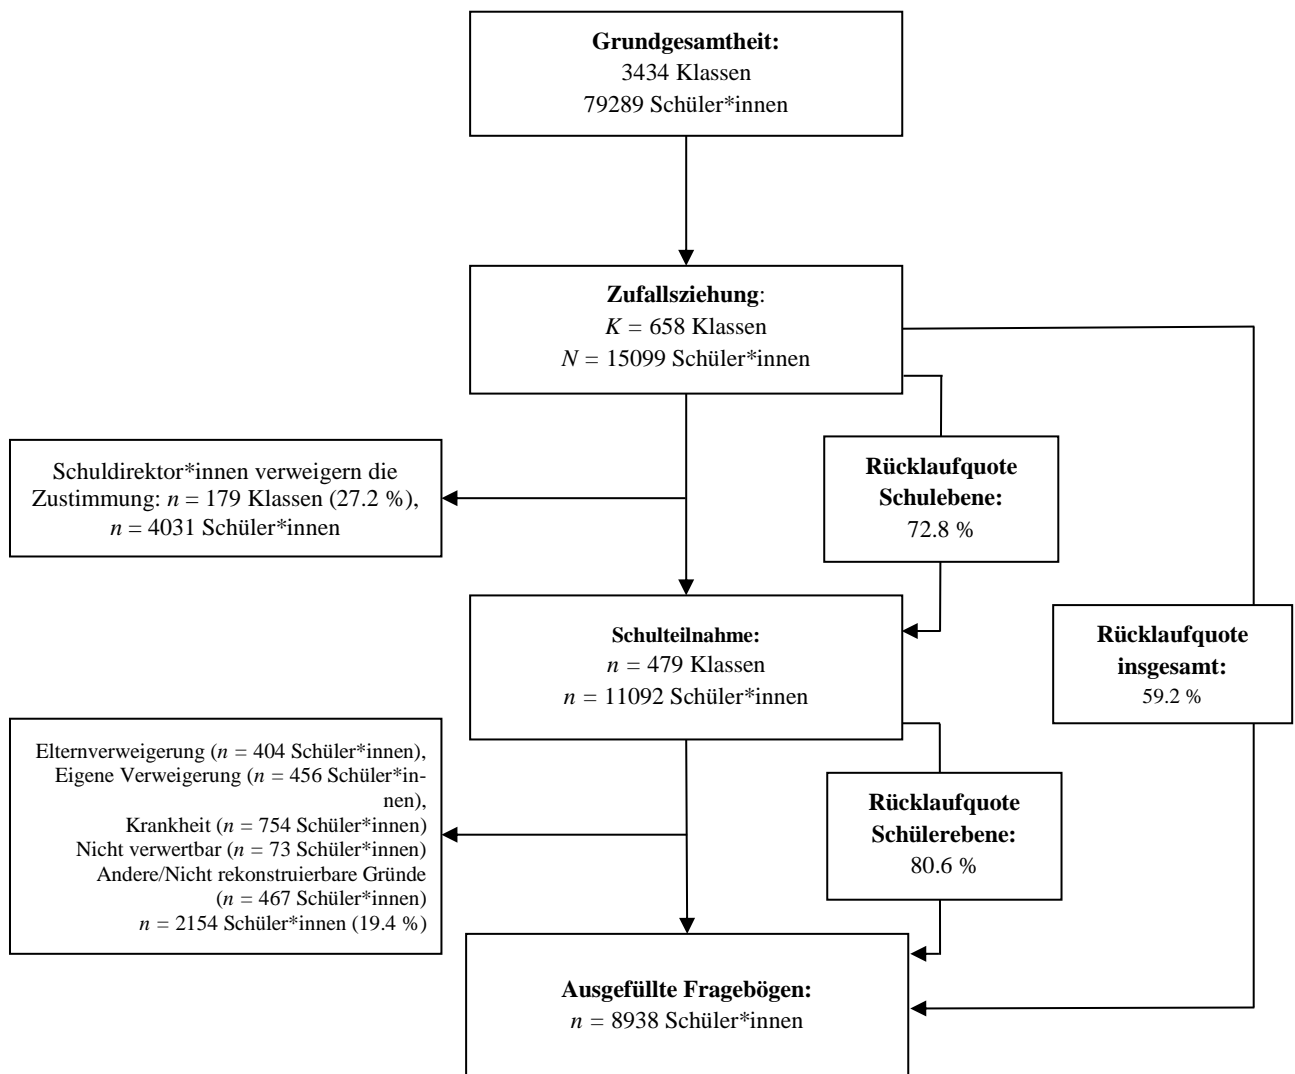 Grundgesamtheit:
3434 Klassen
79289 Schüler*innen
Zufallsziehung:
K = 658 Klassen
N = 15099 Schüler*innen
Schuldirektor*innen verweigern die
Zustimmung: n = 179 Klassen (27.2 %),
n = 4031 Schüler*innen
Rücklaufquote
Schulebene:
72.8 %
Schulteilnahme:
n = 479 Klassen
n = 11092 Schüler*innen
Rücklaufquote
insgesamt:
59.2 %
Elternverweigerung (n = 404 Schüler*innen),
Eigene Verweigerung (n = 456 Schüler*in-
nen),
Krankheit (n = 754 Schüler*innen)
Nicht verwertbar (n = 73 Schüler*innen)
Andere/Nicht rekonstruierbare Gründe
(n = 467 Schüler*innen)
n = 2154 Schüler*innen (19.4 %)
Rücklaufquote
Schülerebene:
80.6 %
Ausgefüllte Fragebögen:
n = 8938 Schüler*innen